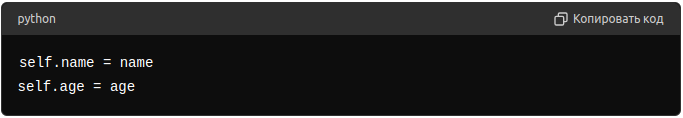 python
Копировать код
self.name = name
self.age = age